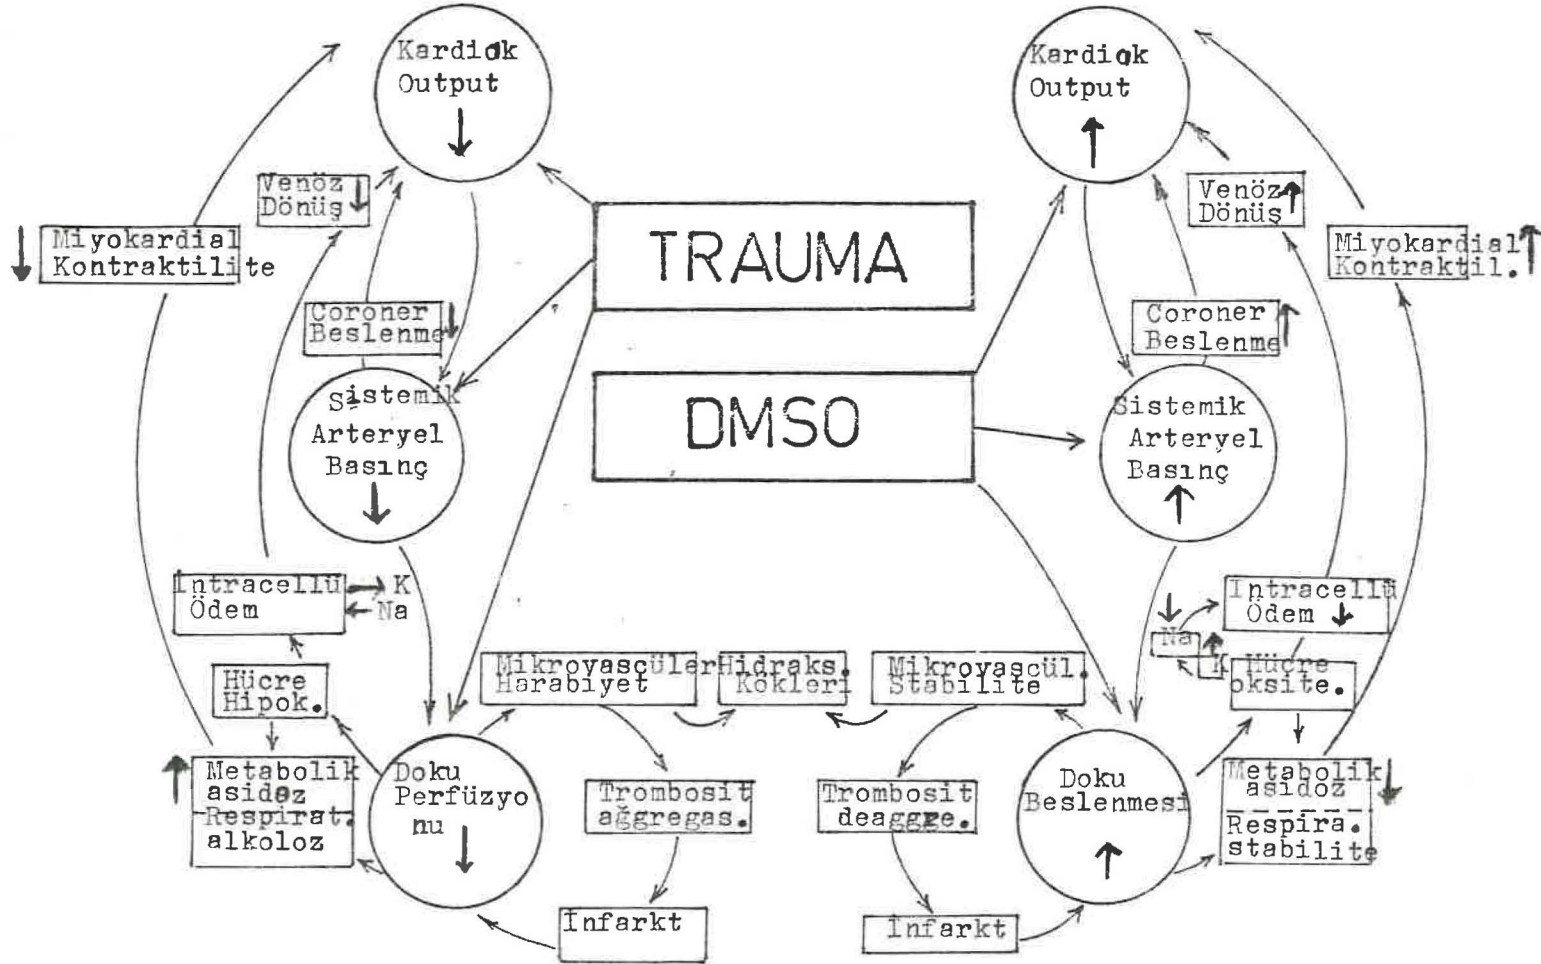 Kardiak
Output
Venöz
Dönüş
Miyokardial
Kontraktilite
Coroner
Beslenme
Sistemik
Arteryel
Basınç
İntracellü
Ödem
K
Na
Hücre
Hipok.
Metabolik
asidoz
Respirat.
alkoloz
Doku
Perfüzyo
nu
Mikrovascüler
Harabiyet
Trombosit
ağgregas.
İnfarkt
TRAUMA
DMSO
Hidraks.
Kökleri
Kardiak
Output
Venöz
Dönüş
Miyokardial
Kontraktil.
Coroner
Beslenme
Sistemik
Arteryel
Basınç
İntracellü
Ödem
Na
K
Hücre
oksite.
Mikrovascül.
Stabilite
Trombosit
deaggre.
İnfarkt
Doku
Beslenmesi
Metabolik
asidoz
Respira.
stabilite